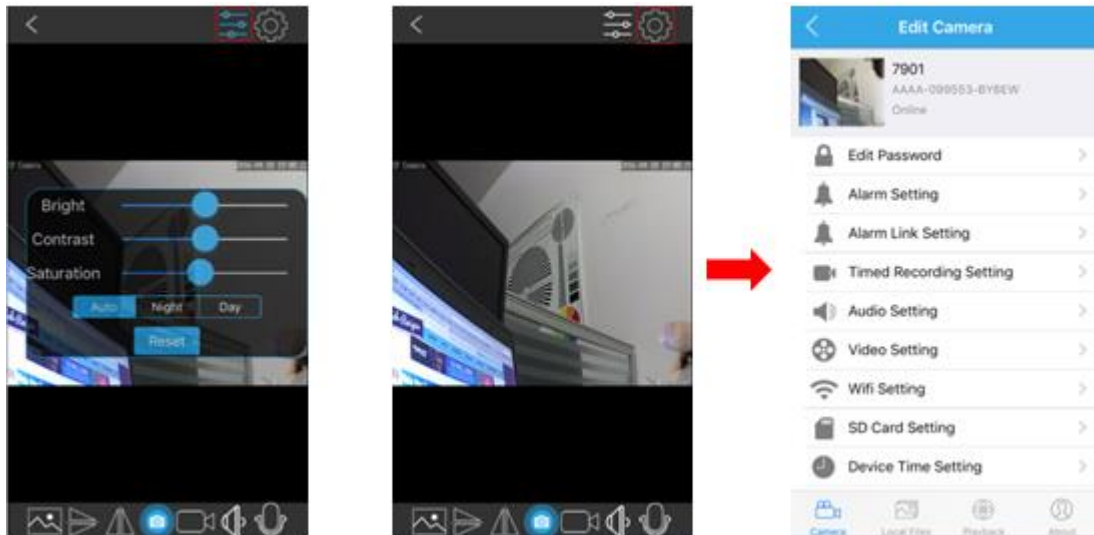 Bright
Contrast
Saturation
Auto Night Day
Reset
Edit Camera
7901
AAAA-099553-BY6EW
Online
Edit Password
Alarm Setting
Alarm Link Setting
Timed Recording Setting
Audio Setting
Video Setting
Wifi Setting
SD Card Setting
Device Time Setting
Camera Local Files Playback About